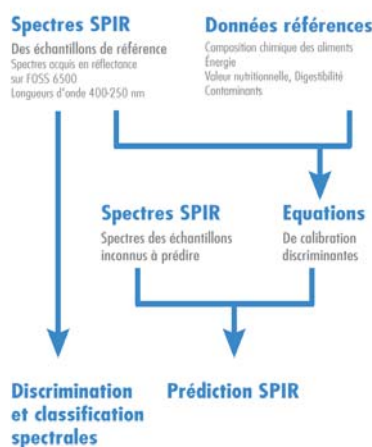 Spectres SPIR
Des échantillons de référence
Spectres acquis en réflectance
sur FOSS 6500
Longueurs d'onde 400-250 nm
Données références
Composition chimique des aliments
Énergie
Valeur nutritionnelle, Digestibilité
Contaminants
Spectres SPIR
Spectres des échantillons
inconnus à prédire
Equations
De calibration
discriminantes
Discrimination
et classification
spectrales
Prédiction SPIR